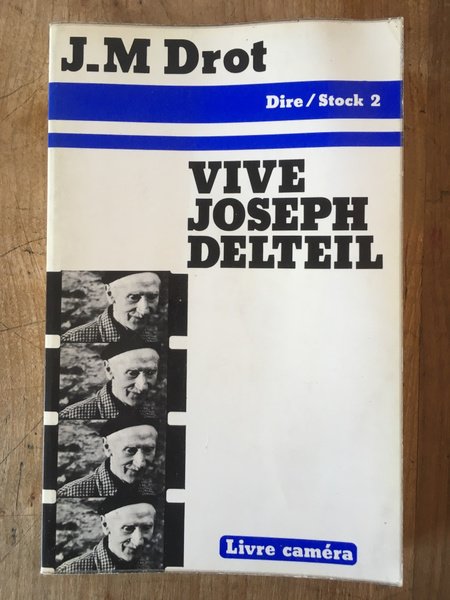 J-M Drot
Dire/Stock 2
VIVE
JOSEPH
DELTEIL
Livre caméra